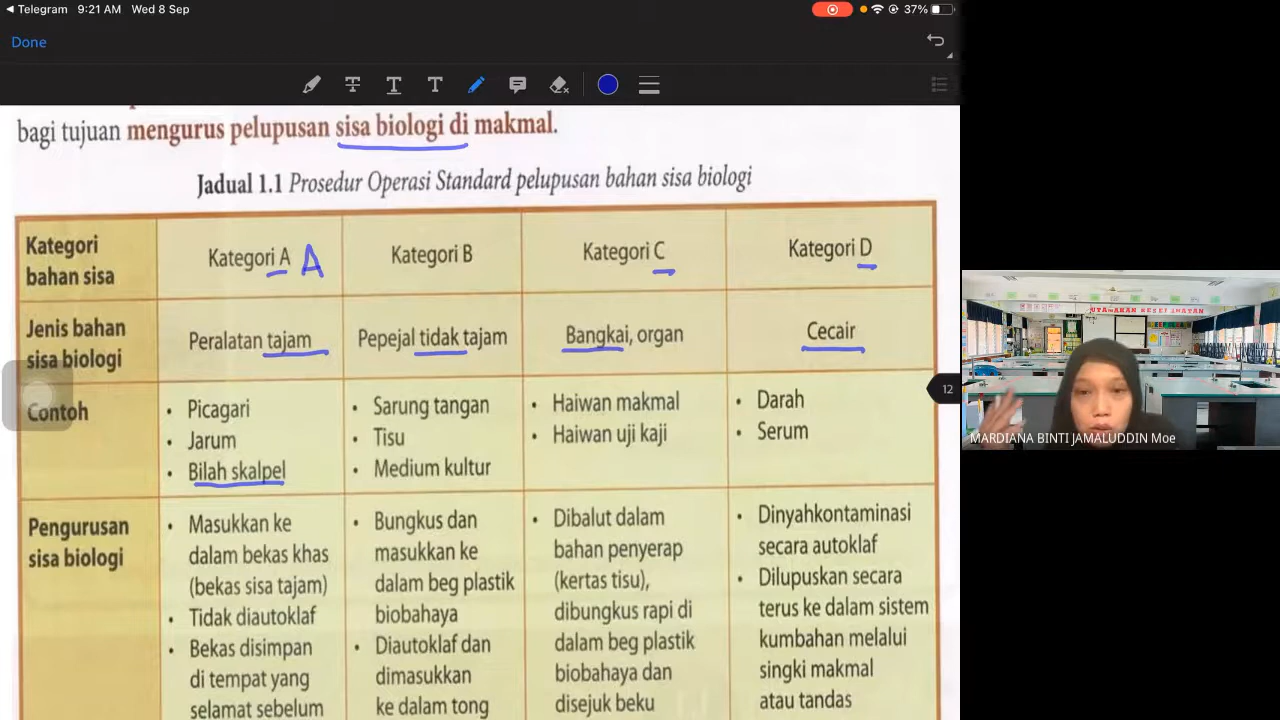 Telegram 9:21 AM Wed 8 Sep 37%
Done
T T
bagi tujuan mengurus pelupusan sisa biologi di makmal.
Jadual 1.1 Prosedur Operasi Standard pelupusan bahan sisa biologi
Kategori bahan sisa
Kategori A A
Kategori B
Kategori C
Kategori D
Jenis bahan sisa biologi
Peralatan tajam
Pepejal tidak tajam
Bangkai, organ
Cecair
Contoh
• Picagari
• Jarum
• Bilah skalpel
• Sarung tangan
• Tisu
• Medium kultur
• Haiwan makmal
• Haiwan uji kaji
• Darah
• Serum
12
Pengurusan sisa biologi
• Masukkan ke
dalam bekas khas
(bekas sisa tajam)
• Tidak diautoklaf
• Bekas disimpan
di tempat yang
selamat sebelum
• Bungkus dan
masukkan ke
dalam beg plastik
biobahaya
• Diautoklaf dan
dimasukkan
ke dalam tong
• Dibalut dalam
bahan penyerap
(kertas tisu),
dibungkus rapi di
dalam beg plastik
biobahaya dan
disejuk beku
• Dinyahkontaminasi
secara autoklaf
• Dilupuskan secara
terus ke dalam sistem
kumbahan melalui
singki makmal
atau tandas
MARDIANA BINTI JAMALUDDIN Moe